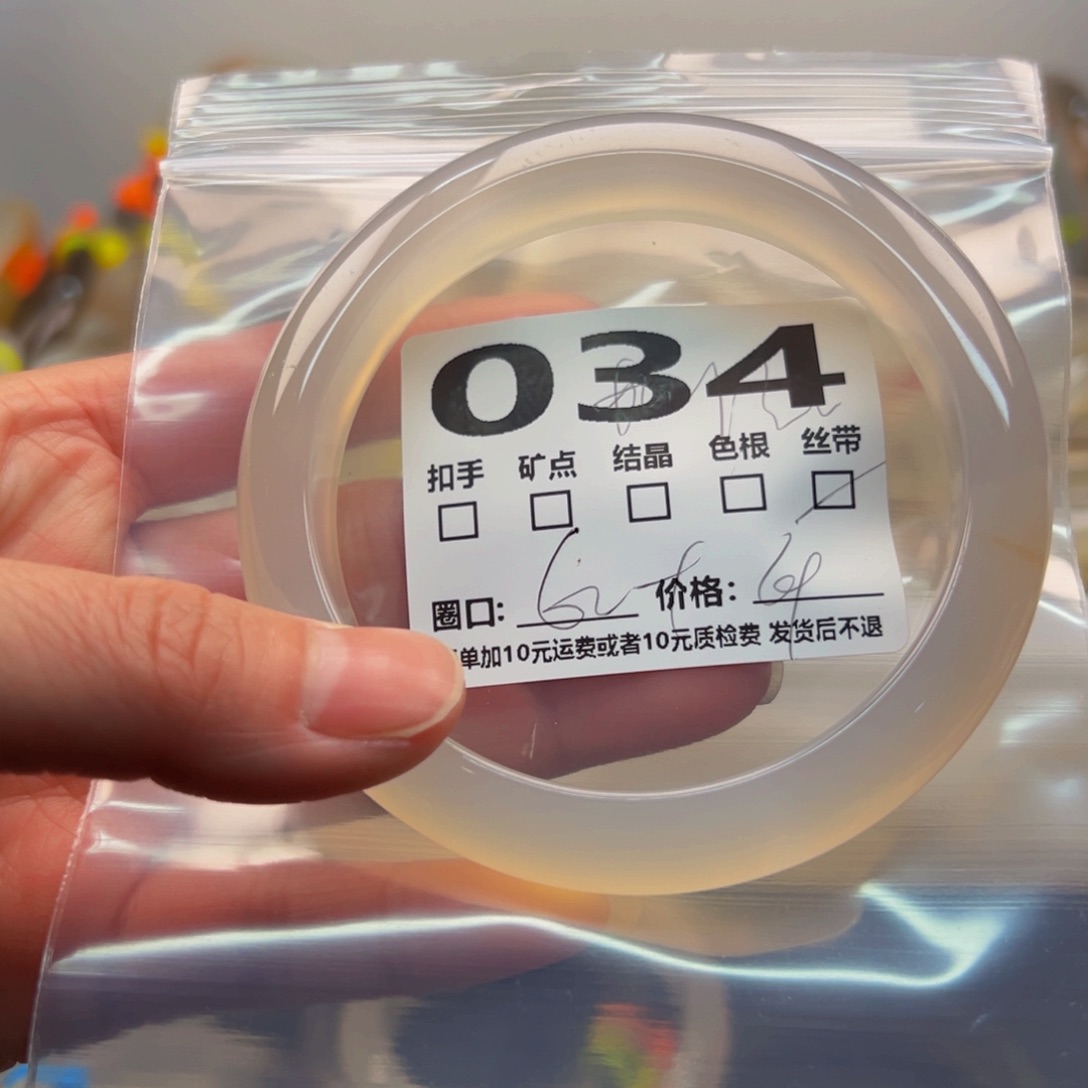 034
扣手 矿点 结晶 色根 丝带
圈口: 价格:
单加10元运费或者10元质检费 发货后不退